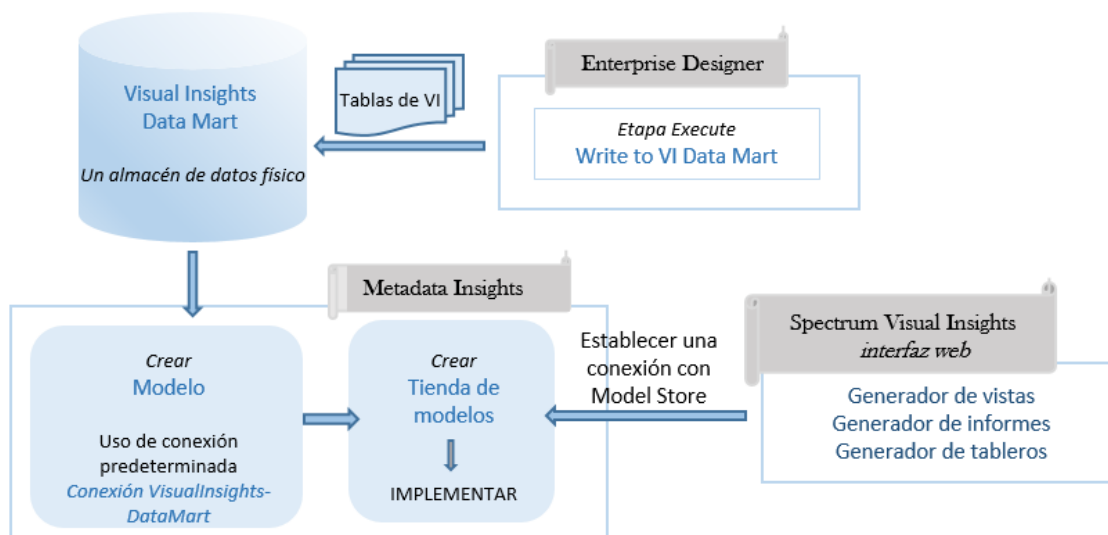 Visual Insights
Data Mart
Un almacén de datos físico
Tablas de VI
Enterprise Designer
Etapa Execute
Write to VI Data Mart
Metadata Insights
Crear
Modelo
Uso de conexión
predeterminada
Conexión VisualInsights-
DataMart
Crear
Tienda de
modelos
IMPLEMENTAR
Establecer una
conexión con
Model Store
Spectrum Visual Insights
interfaz web
Generador de vistas
Generador de informes
Generador de tableros